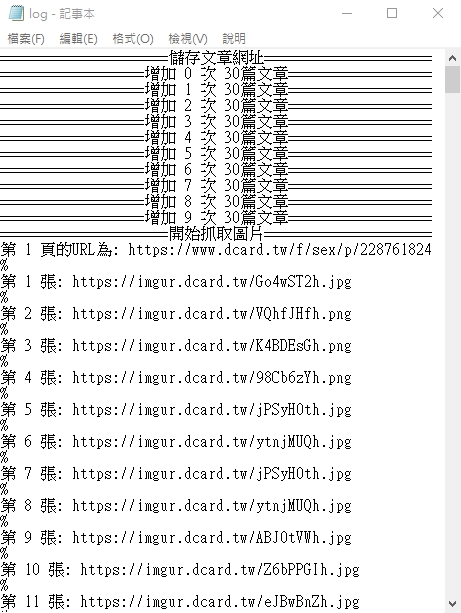 log - 記事本
檔案(F) 編輯(E) 格式(O) 檢視(V) 說明
═════════════════════儲存文章網址═════════════════════
══════════════════增加 0 次 30篇文章══════════════════
══════════════════增加 1 次 30篇文章══════════════════
══════════════════增加 2 次 30篇文章══════════════════
══════════════════增加 3 次 30篇文章══════════════════
══════════════════增加 4 次 30篇文章══════════════════
══════════════════增加 5 次 30篇文章══════════════════
══════════════════增加 6 次 30篇文章══════════════════
══════════════════增加 7 次 30篇文章══════════════════
══════════════════增加 8 次 30篇文章══════════════════
══════════════════增加 9 次 30篇文章══════════════════
═════════════════════開始抓取圖片═════════════════════
第 1 頁的URL為: https://www.dcard.tw/f/sex/p/228761824
%
第 1 張: https://imgur.dcard.tw/Go4wST2h.jpg
%
第 2 張: https://imgur.dcard.tw/VQhfJHfh.png
%
第 3 張: https://imgur.dcard.tw/K4BDEsGh.png
%
第 4 張: https://imgur.dcard.tw/98Cb6zYh.png
%
第 5 張: https://imgur.dcard.tw/jPSyH0th.jpg
%
第 6 張: https://imgur.dcard.tw/ytnjMUQh.jpg
%
第 7 張: https://imgur.dcard.tw/jPSyH0th.jpg
%
第 8 張: https://imgur.dcard.tw/ytnjMUQh.jpg
%
第 9 張: https://imgur.dcard.tw/ABJ0tVWh.jpg
%
第 10 張: https://imgur.dcard.tw/Z6bPPGIh.jpg
%
第 11 張: https://imgur.dcard.tw/eJBwBnZh.jpg